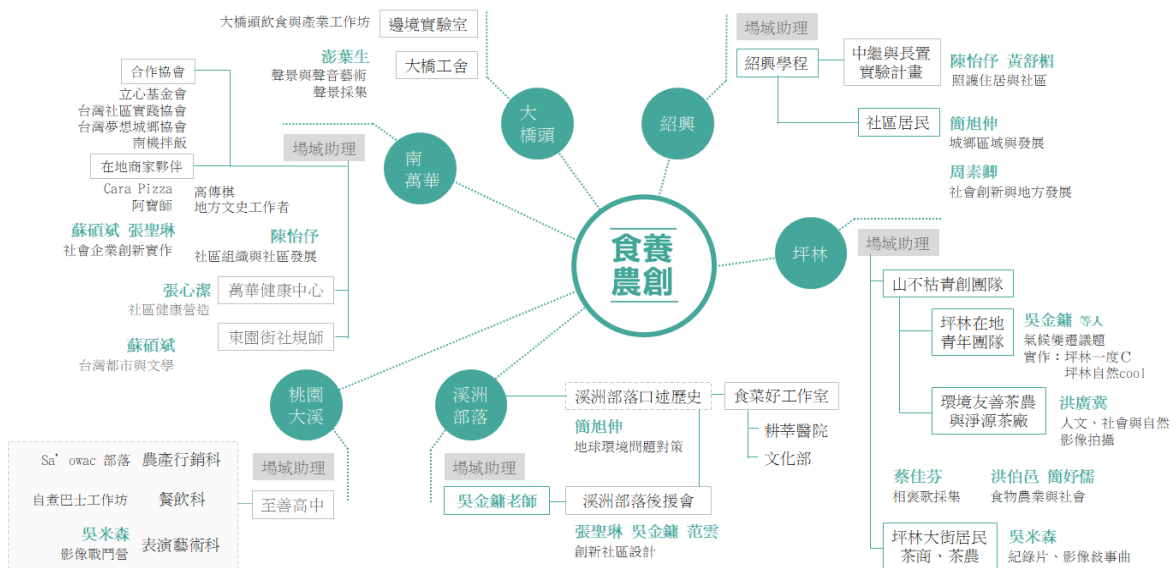 大橋頭飲食與產業工作坊
邊境實驗室
大橋工舍
澎葉生
聲景與聲音藝術
聲景採集
大
橋頭
合作協會
立心基金會
台灣社區實踐協會
台灣夢想城鄉協會
南機拌飯
場域助理
南
萬華
在地商家夥伴
Cara Pizza
阿寶師
高傳棋
地方文史工作者
蘇碩斌 張聖琳
社會企業創新實作
陳怡伃
社區組織與社區發展
張心潔
社區健康營造
萬華健康中心
蘇碩斌
台灣都市與文學
東園街社規師
紹興
場域助理
紹興學程
中繼與長置
實驗計畫
陳怡伃 黃舒楣
照護住居與社區
社區居民
簡旭伸
城鄉區域與發展
周素卿
社會創新與地方發展
食養
農創
坪林
場域助理
山不枯青創團隊
坪林在地
青年團隊
吳金鏞 等人
氣候變遷議題
實作：坪林一度C
坪林自然cool
環境友善茶農
與淨源茶廠
洪廣冀
人文、社會與自然
影像拍攝
蔡佳芬
相褒歌採集
洪伯邑 簡妤儒
食物農業與社會
坪林大街居民
茶商、茶農
吳米森
紀錄片、影像敘事曲
桃園
大溪
場域助理
至善高中
Sa’owac 部落
農產行銷科
自煮巴士工作坊
餐飲科
吳米森
影像戰鬥營
表演藝術科
溪洲
部落
溪洲部落口述歷史
簡旭伸
地球環境問題對策
食菜好工作室
耕莘醫院
文化部
場域助理
吳金鏞老師
溪洲部落後援會
張聖琳 吳金鏞 范雲
創新社區設計